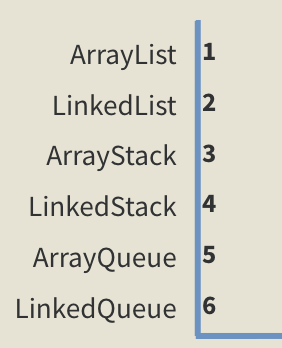 ArrayList 1
LinkedList 2
ArrayStack 3
LinkedStack 4
ArrayQueue 5
LinkedQueue 6